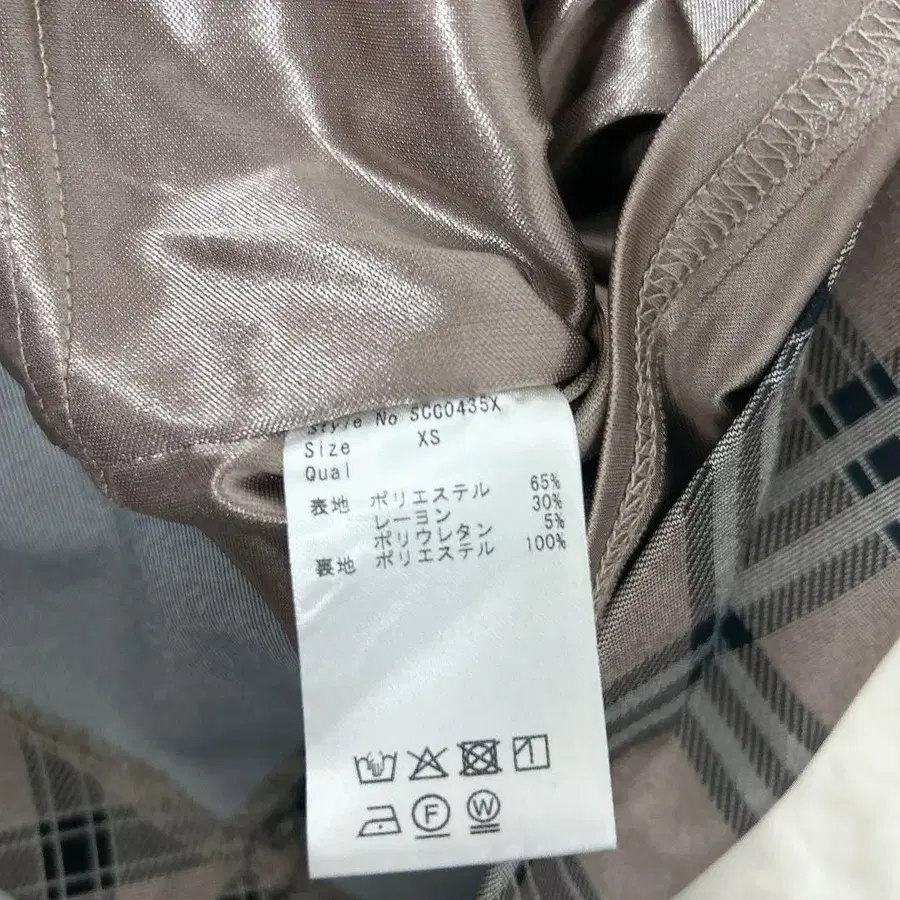 Style No SCG0435X
Size XS
Qual
表地 ポリエステル 65%
レーヨン 30%
ポリウレタン 5%
裏地 ポリエステル 100%
F W